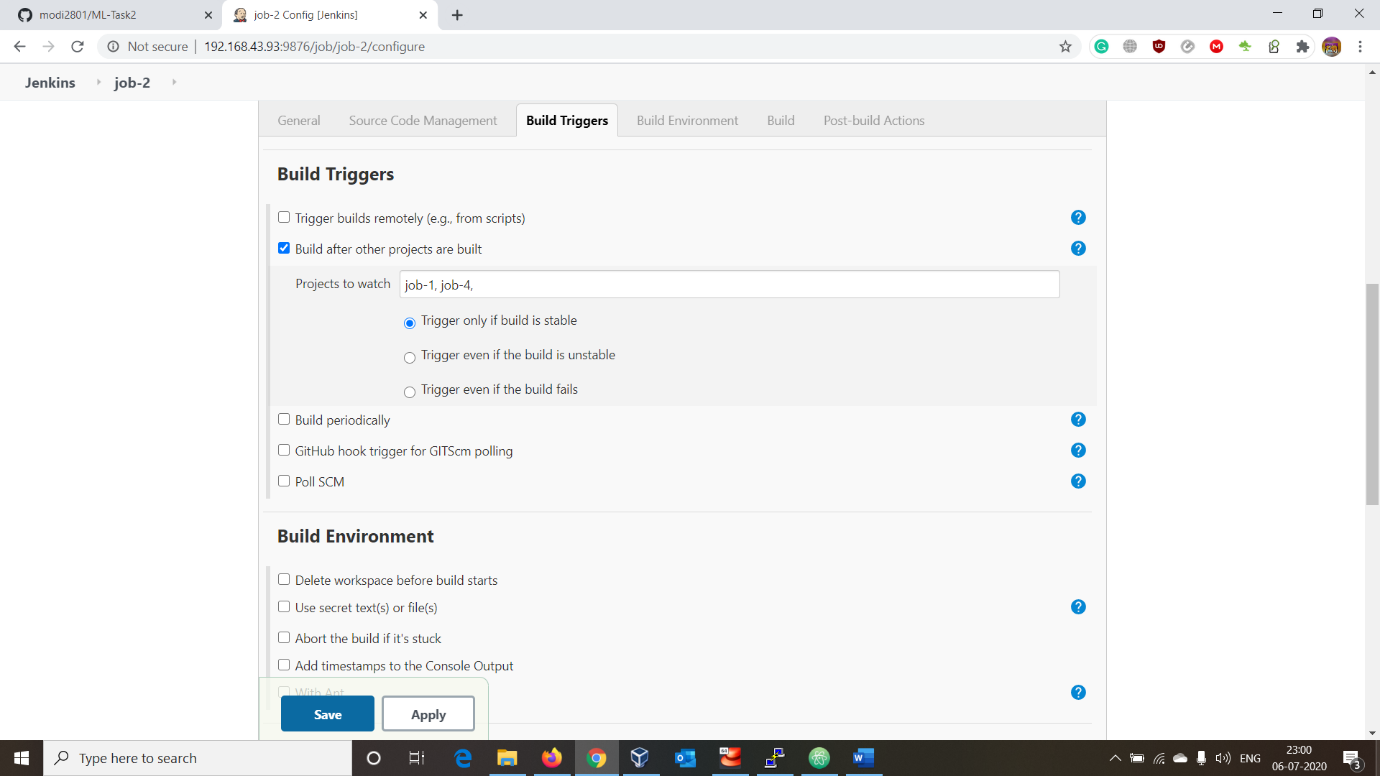 modi2801/ML-Task2
job-2 Config [Jenkins]
Not secure 192.168.43.93:9876/job/job-2/configure
Jenkins job-2
General Source Code Management Build Triggers Build Environment Build Post-build Actions
Build Triggers
Trigger builds remotely (e.g., from scripts)
Build after other projects are built
Projects to watch job-1, job-4,
Trigger only if build is stable
Trigger even if the build is unstable
Trigger even if the build fails
Build periodically
GitHub hook trigger for GITScm polling
Poll SCM
Build Environment
Delete workspace before build starts
Use secret text(s) or file(s)
Abort the build if it's stuck
Add timestamps to the Console Output
With Ant
Save Apply
Type here to search
ENG
23:00
06-07-2020
3